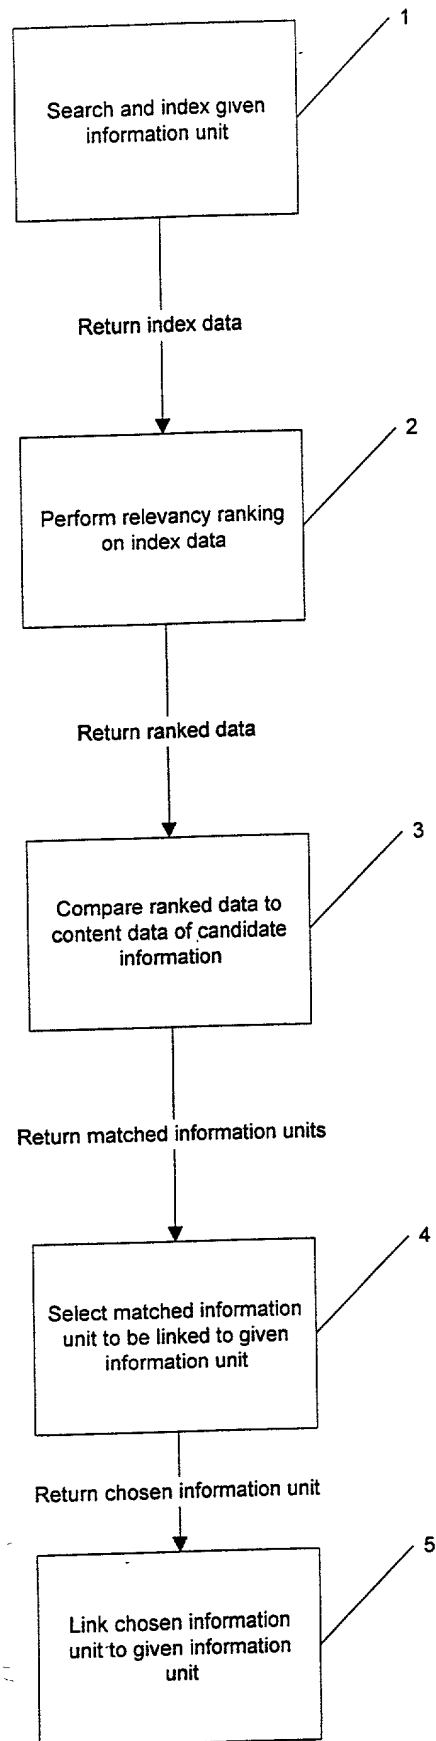 1
Search and index given
information unit
Return index data
2
Perform relevancy ranking
on index data
Return ranked data
3
Compare ranked data to
content data of candidate
information
Return matched information units
4
Select matched information
unit to be linked to given
information unit
Return chosen information unit
5
Link chosen information
unit to given information
unit